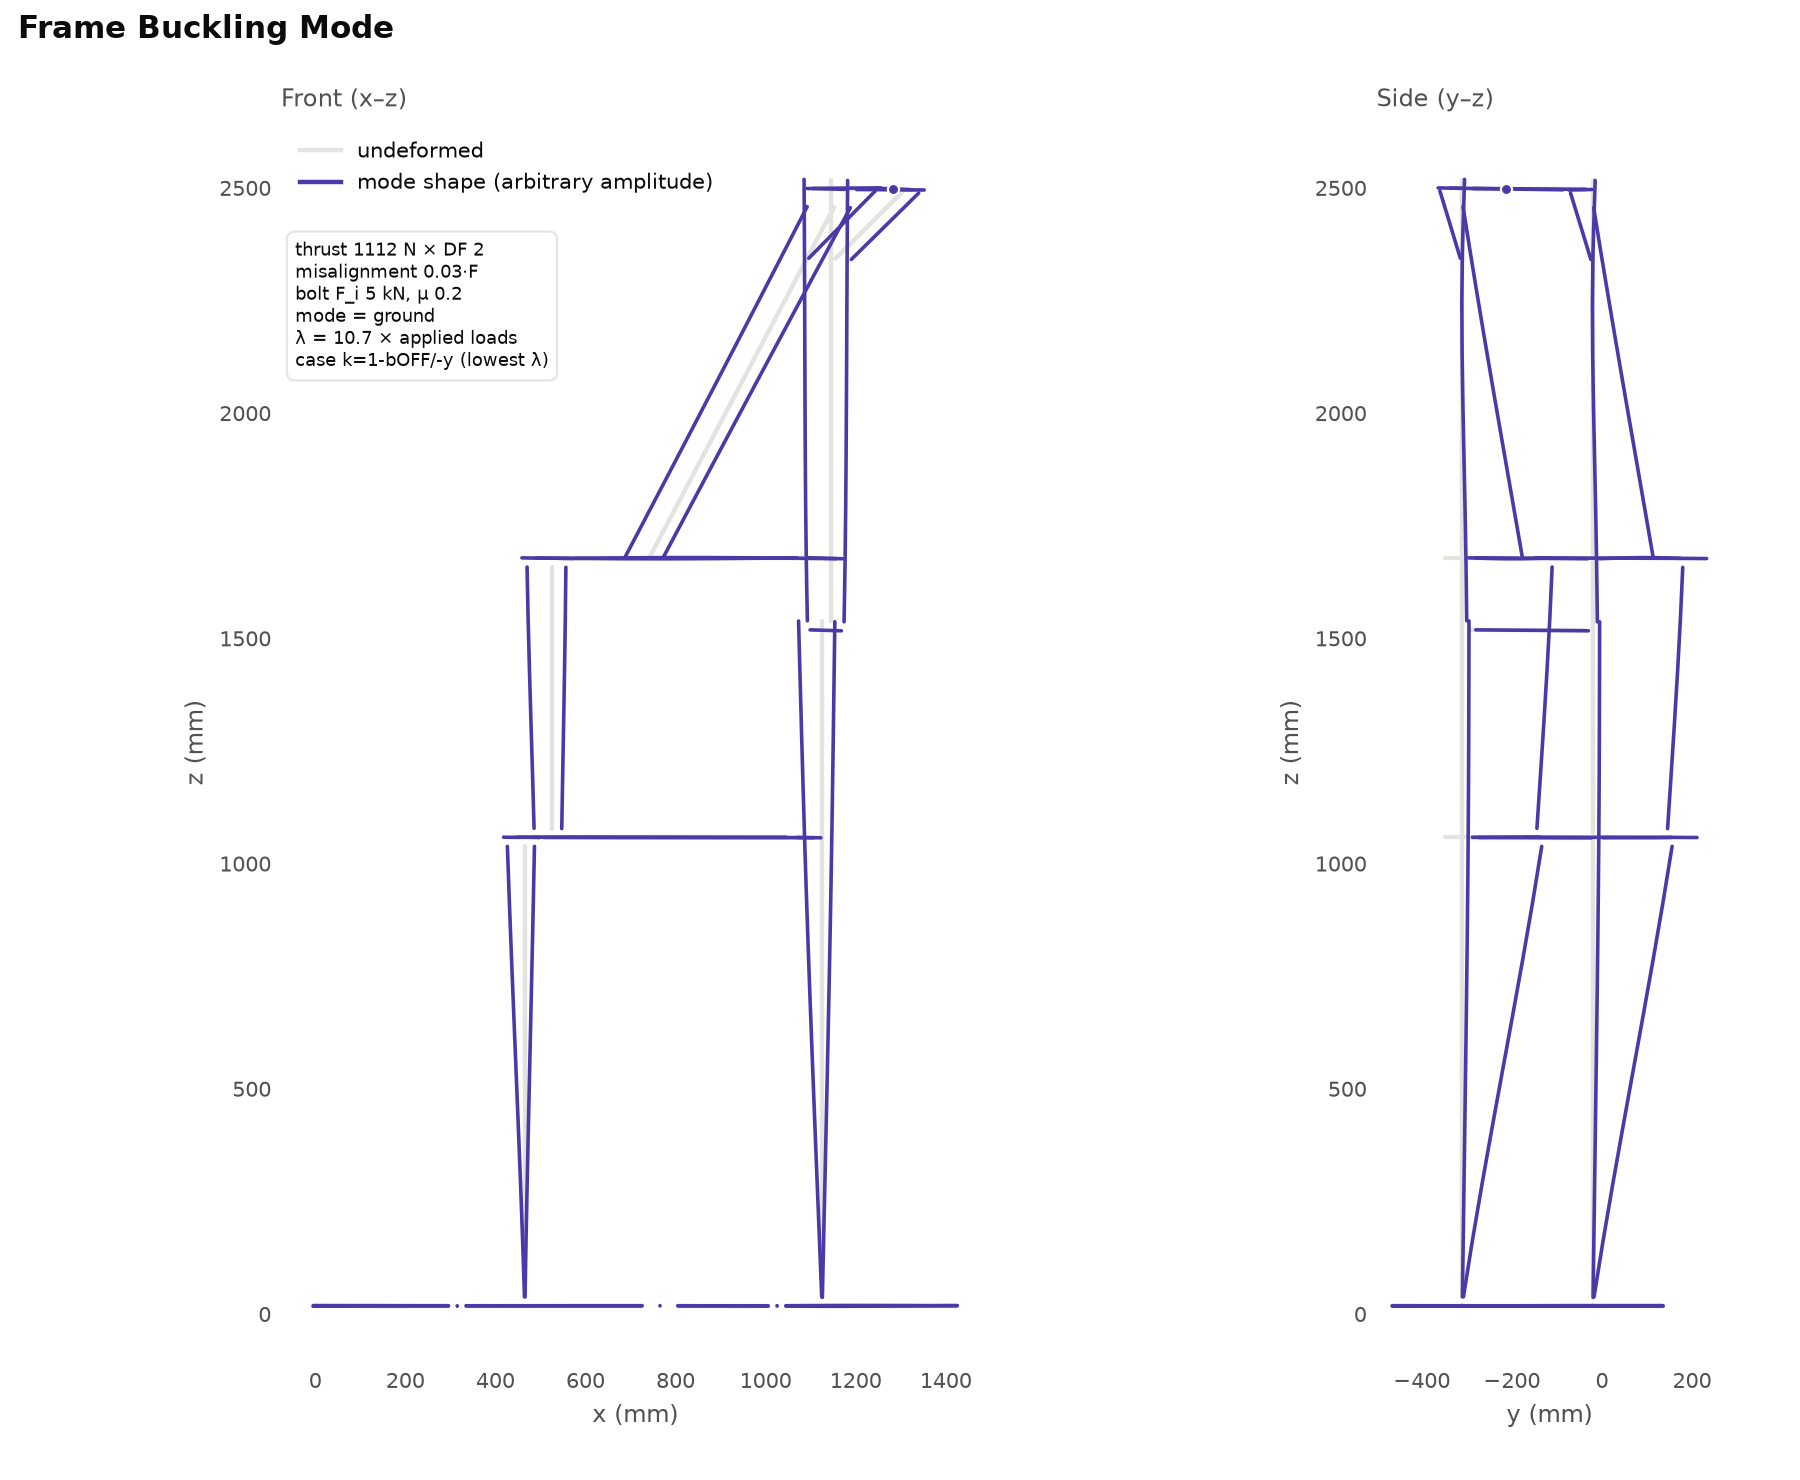 Frame Buckling Mode
Front (x–z)
undeformed
mode shape (arbitrary amplitude)
thrust 1112 N × DF 2
misalignment 0.03·F
bolt F_i 5 kN, μ 0.2
mode = ground
λ = 10.7 × applied loads
case k=1-bOFF/-y (lowest λ)
2500
2000
1500
1000
500
0
z (mm)
0 200 400 600 800 1000 1200 1400
x (mm)
Side (y–z)
2500
2000
1500
1000
500
0
z (mm)
−400 −200 0 200
y (mm)